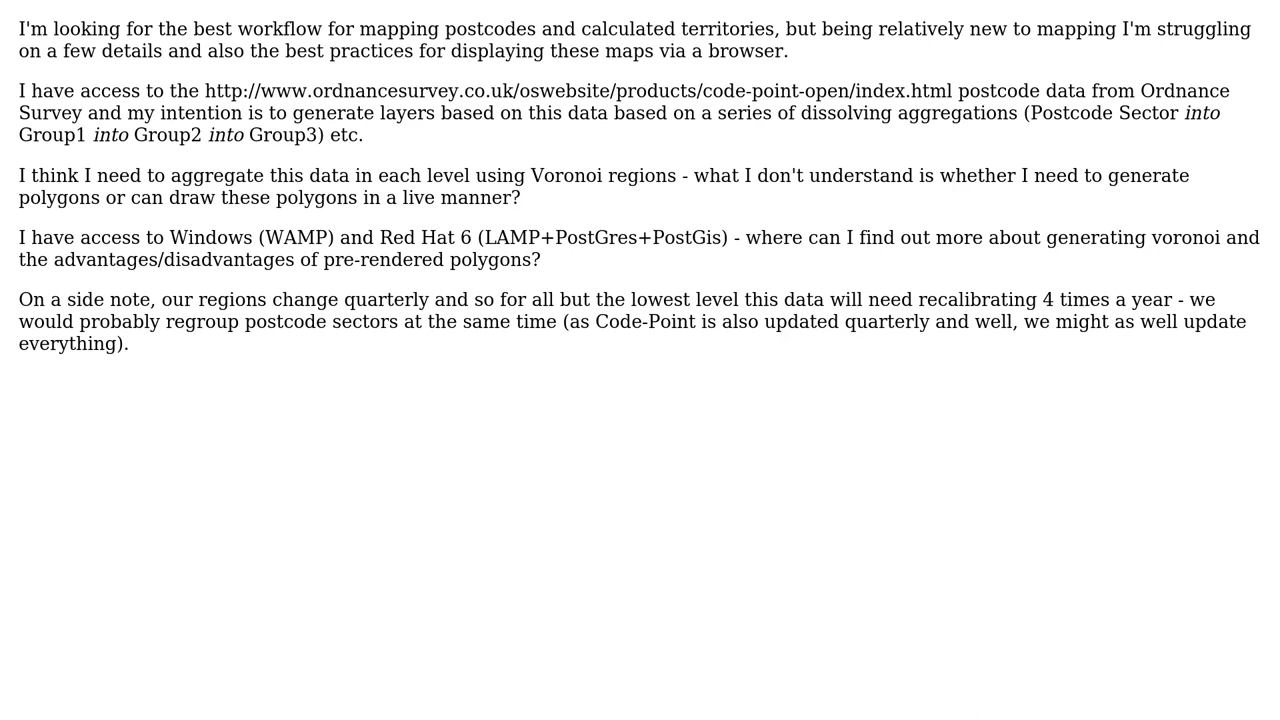 I'm looking for the best workflow for mapping postcodes and calculated territories, but being relatively new to mapping I'm struggling
on a few details and also the best practices for displaying these maps via a browser.
I have access to the http://www.ordnancesurvey.co.uk/oswebsite/products/code-point-open/index.html postcode data from Ordnance
Survey and my intention is to generate layers based on this data based on a series of dissolving aggregations (Postcode Sector into
Group1 into Group2 into Group3) etc.
I think I need to aggregate this data in each level using Voronoi regions - what I don't understand is whether I need to generate
polygons or can draw these polygons in a live manner?
I have access to Windows (WAMP) and Red Hat 6 (LAMP+PostGres+PostGis) - where can I find out more about generating voronoi and
the advantages/disadvantages of pre-rendered polygons?
On a side note, our regions change quarterly and so for all but the lowest level this data will need recalibrating 4 times a year - we
would probably regroup postcode sectors at the same time (as Code-Point is also updated quarterly and well, we might as well update
everything).